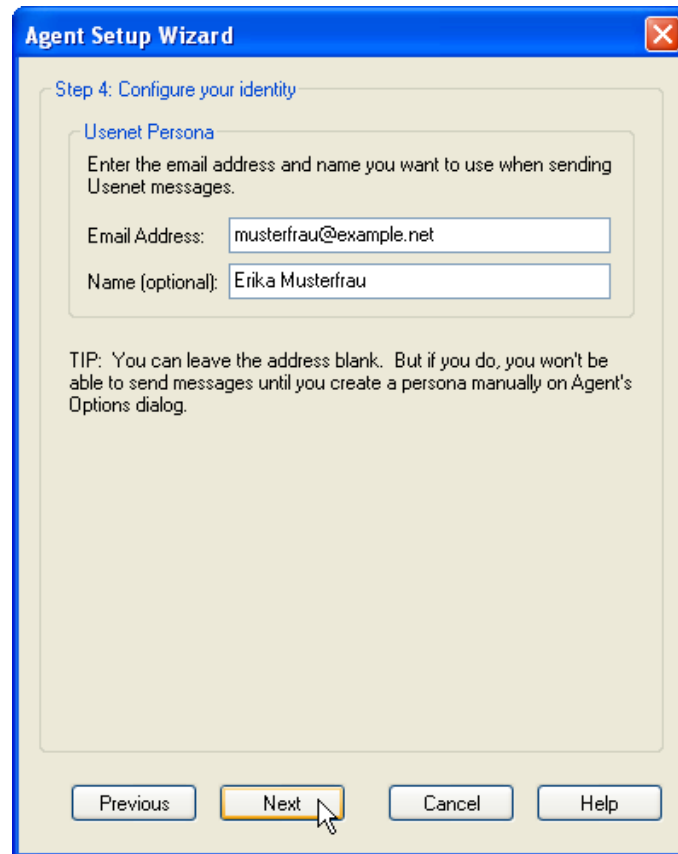 Agent Setup Wizard
Step 4: Configure your identity
Usenet Persona
Enter the email address and name you want to use when sending
Usenet messages.
Email Address: musterfrau@example.net
Name (optional): Erika Musterfrau
TIP:  You can leave the address blank.  But if you do, you won't be
able to send messages until you create a persona manually on Agent's
Options dialog.
Previous Next Cancel Help